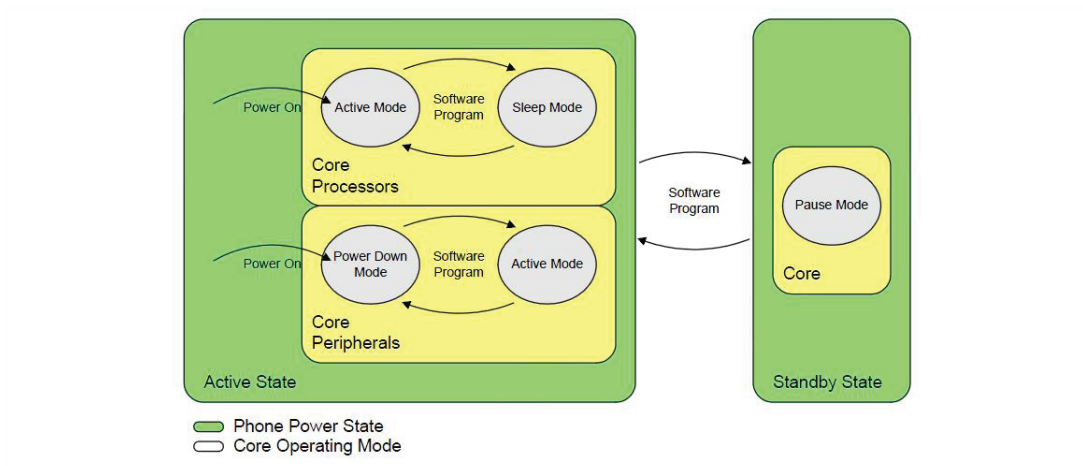 Power On
Active Mode
Software
Program
Sleep Mode
Core
Processors
Power On
Power Down
Mode
Software
Program
Active Mode
Core
Peripherals
Active State
Software
Program
Pause Mode
Core
Standby State
Phone Power State
Core Operating Mode